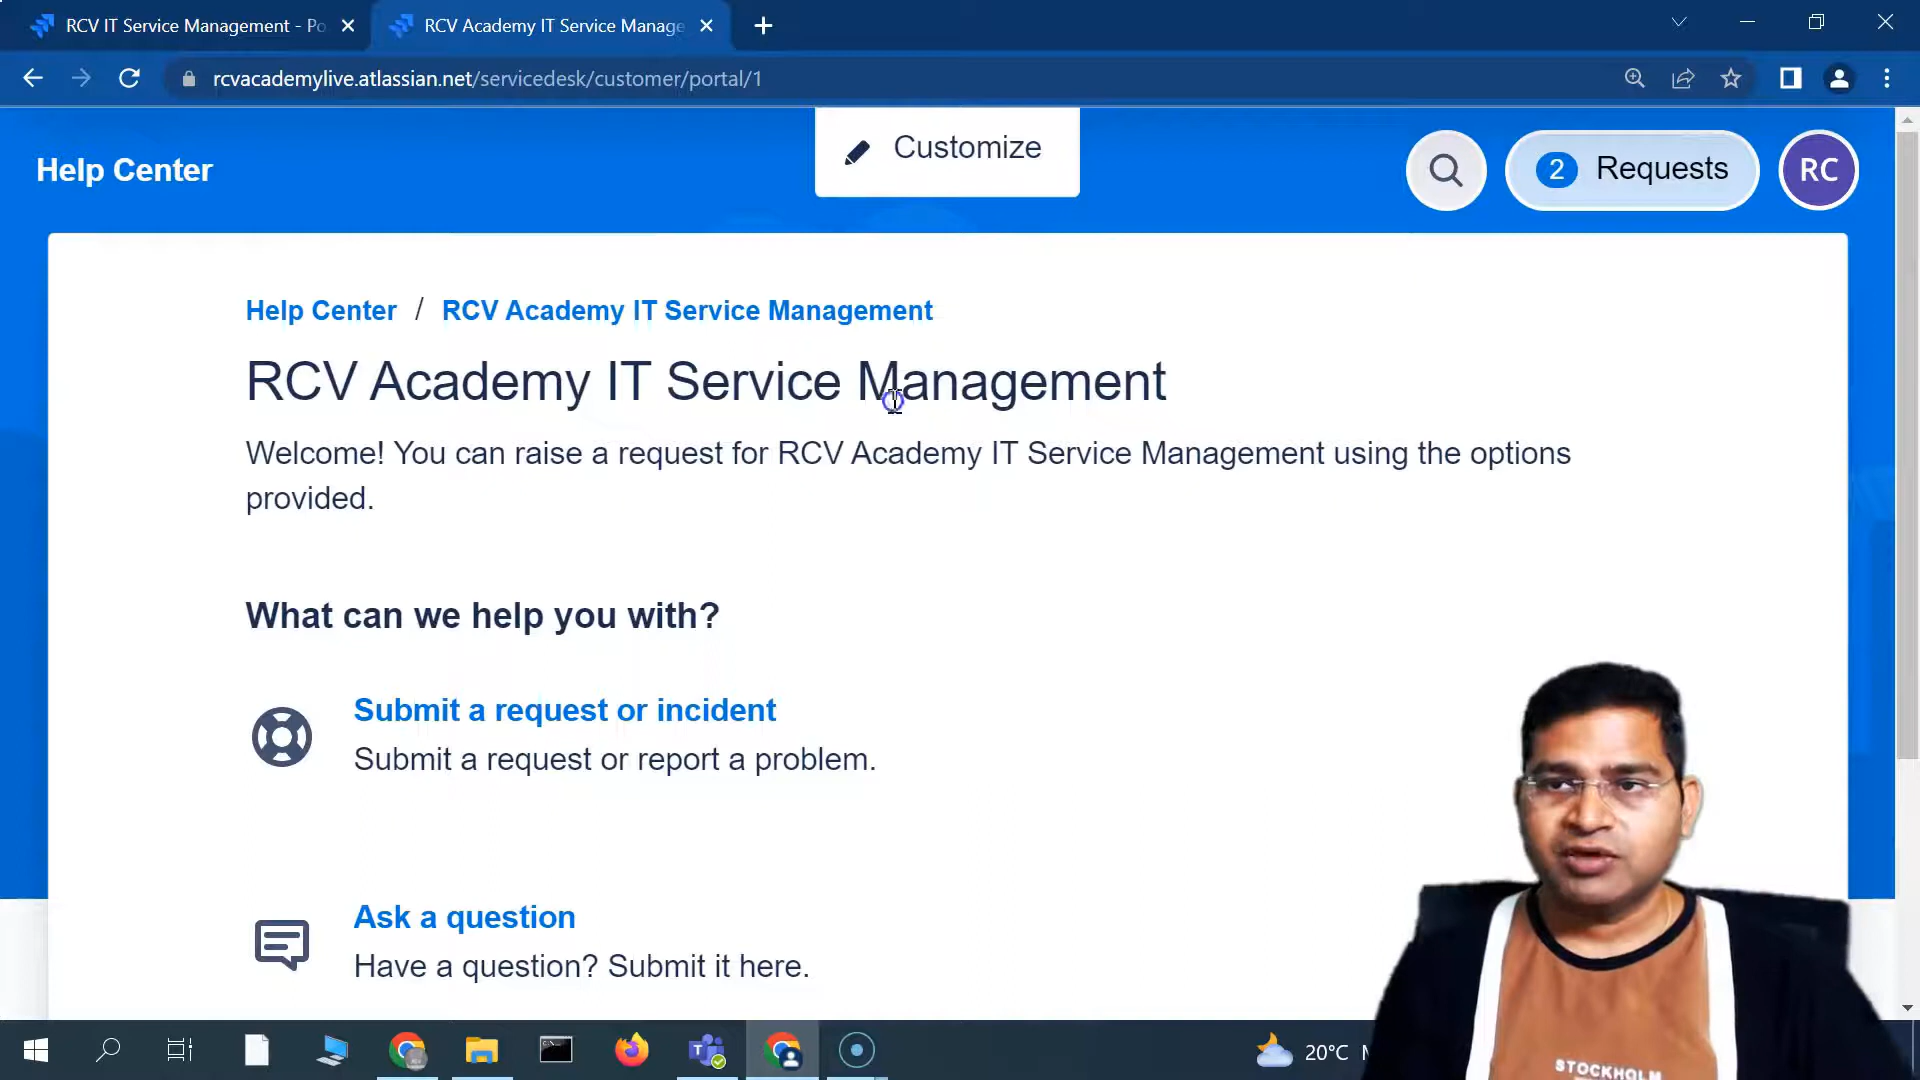 RCV IT Service Management - Po
RCV Academy IT Service Manage
rcvacademylive.atlassian.net/servicedesk/customer/portal/1
Help Center
Customize
2 Requests
RC
Help Center / RCV Academy IT Service Management
RCV Academy IT Service Management
Welcome! You can raise a request for RCV Academy IT Service Management using the options
provided.
What can we help you with?
Submit a request or incident
Submit a request or report a problem.
Ask a question
Have a question? Submit it here.
20°C
STOCKHOLM